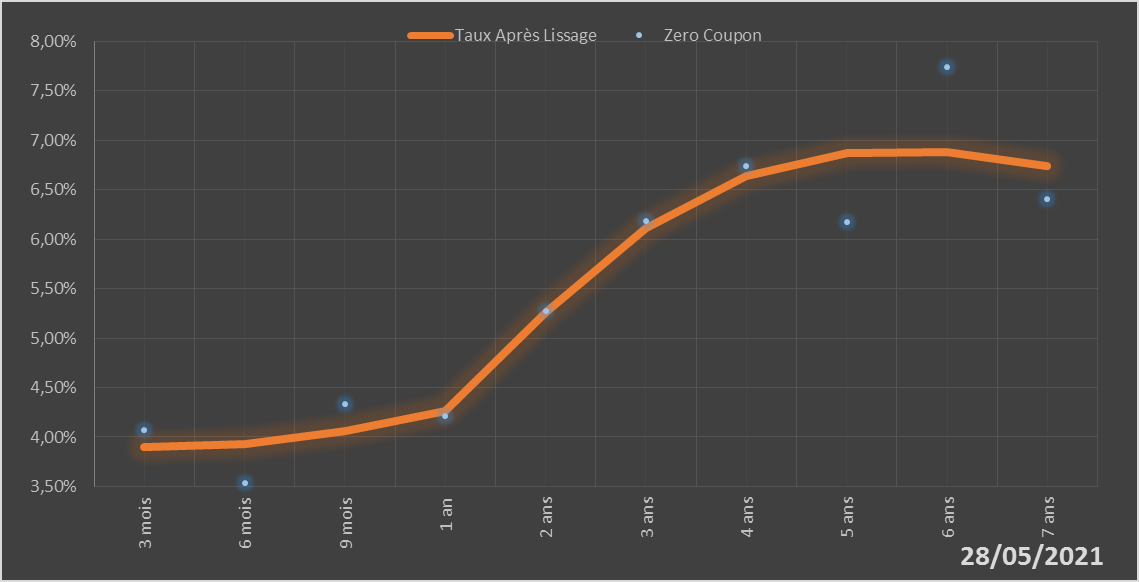 Taux Après Lissage Zero Coupon
8,00%
7,50%
7,00%
6,50%
6,00%
5,50%
5,00%
4,50%
4,00%
3,50%
3 mois
6 mois
9 mois
1 an
2 ans
3 ans
4 ans
5 ans
6 ans
7 ans
28/05/2021